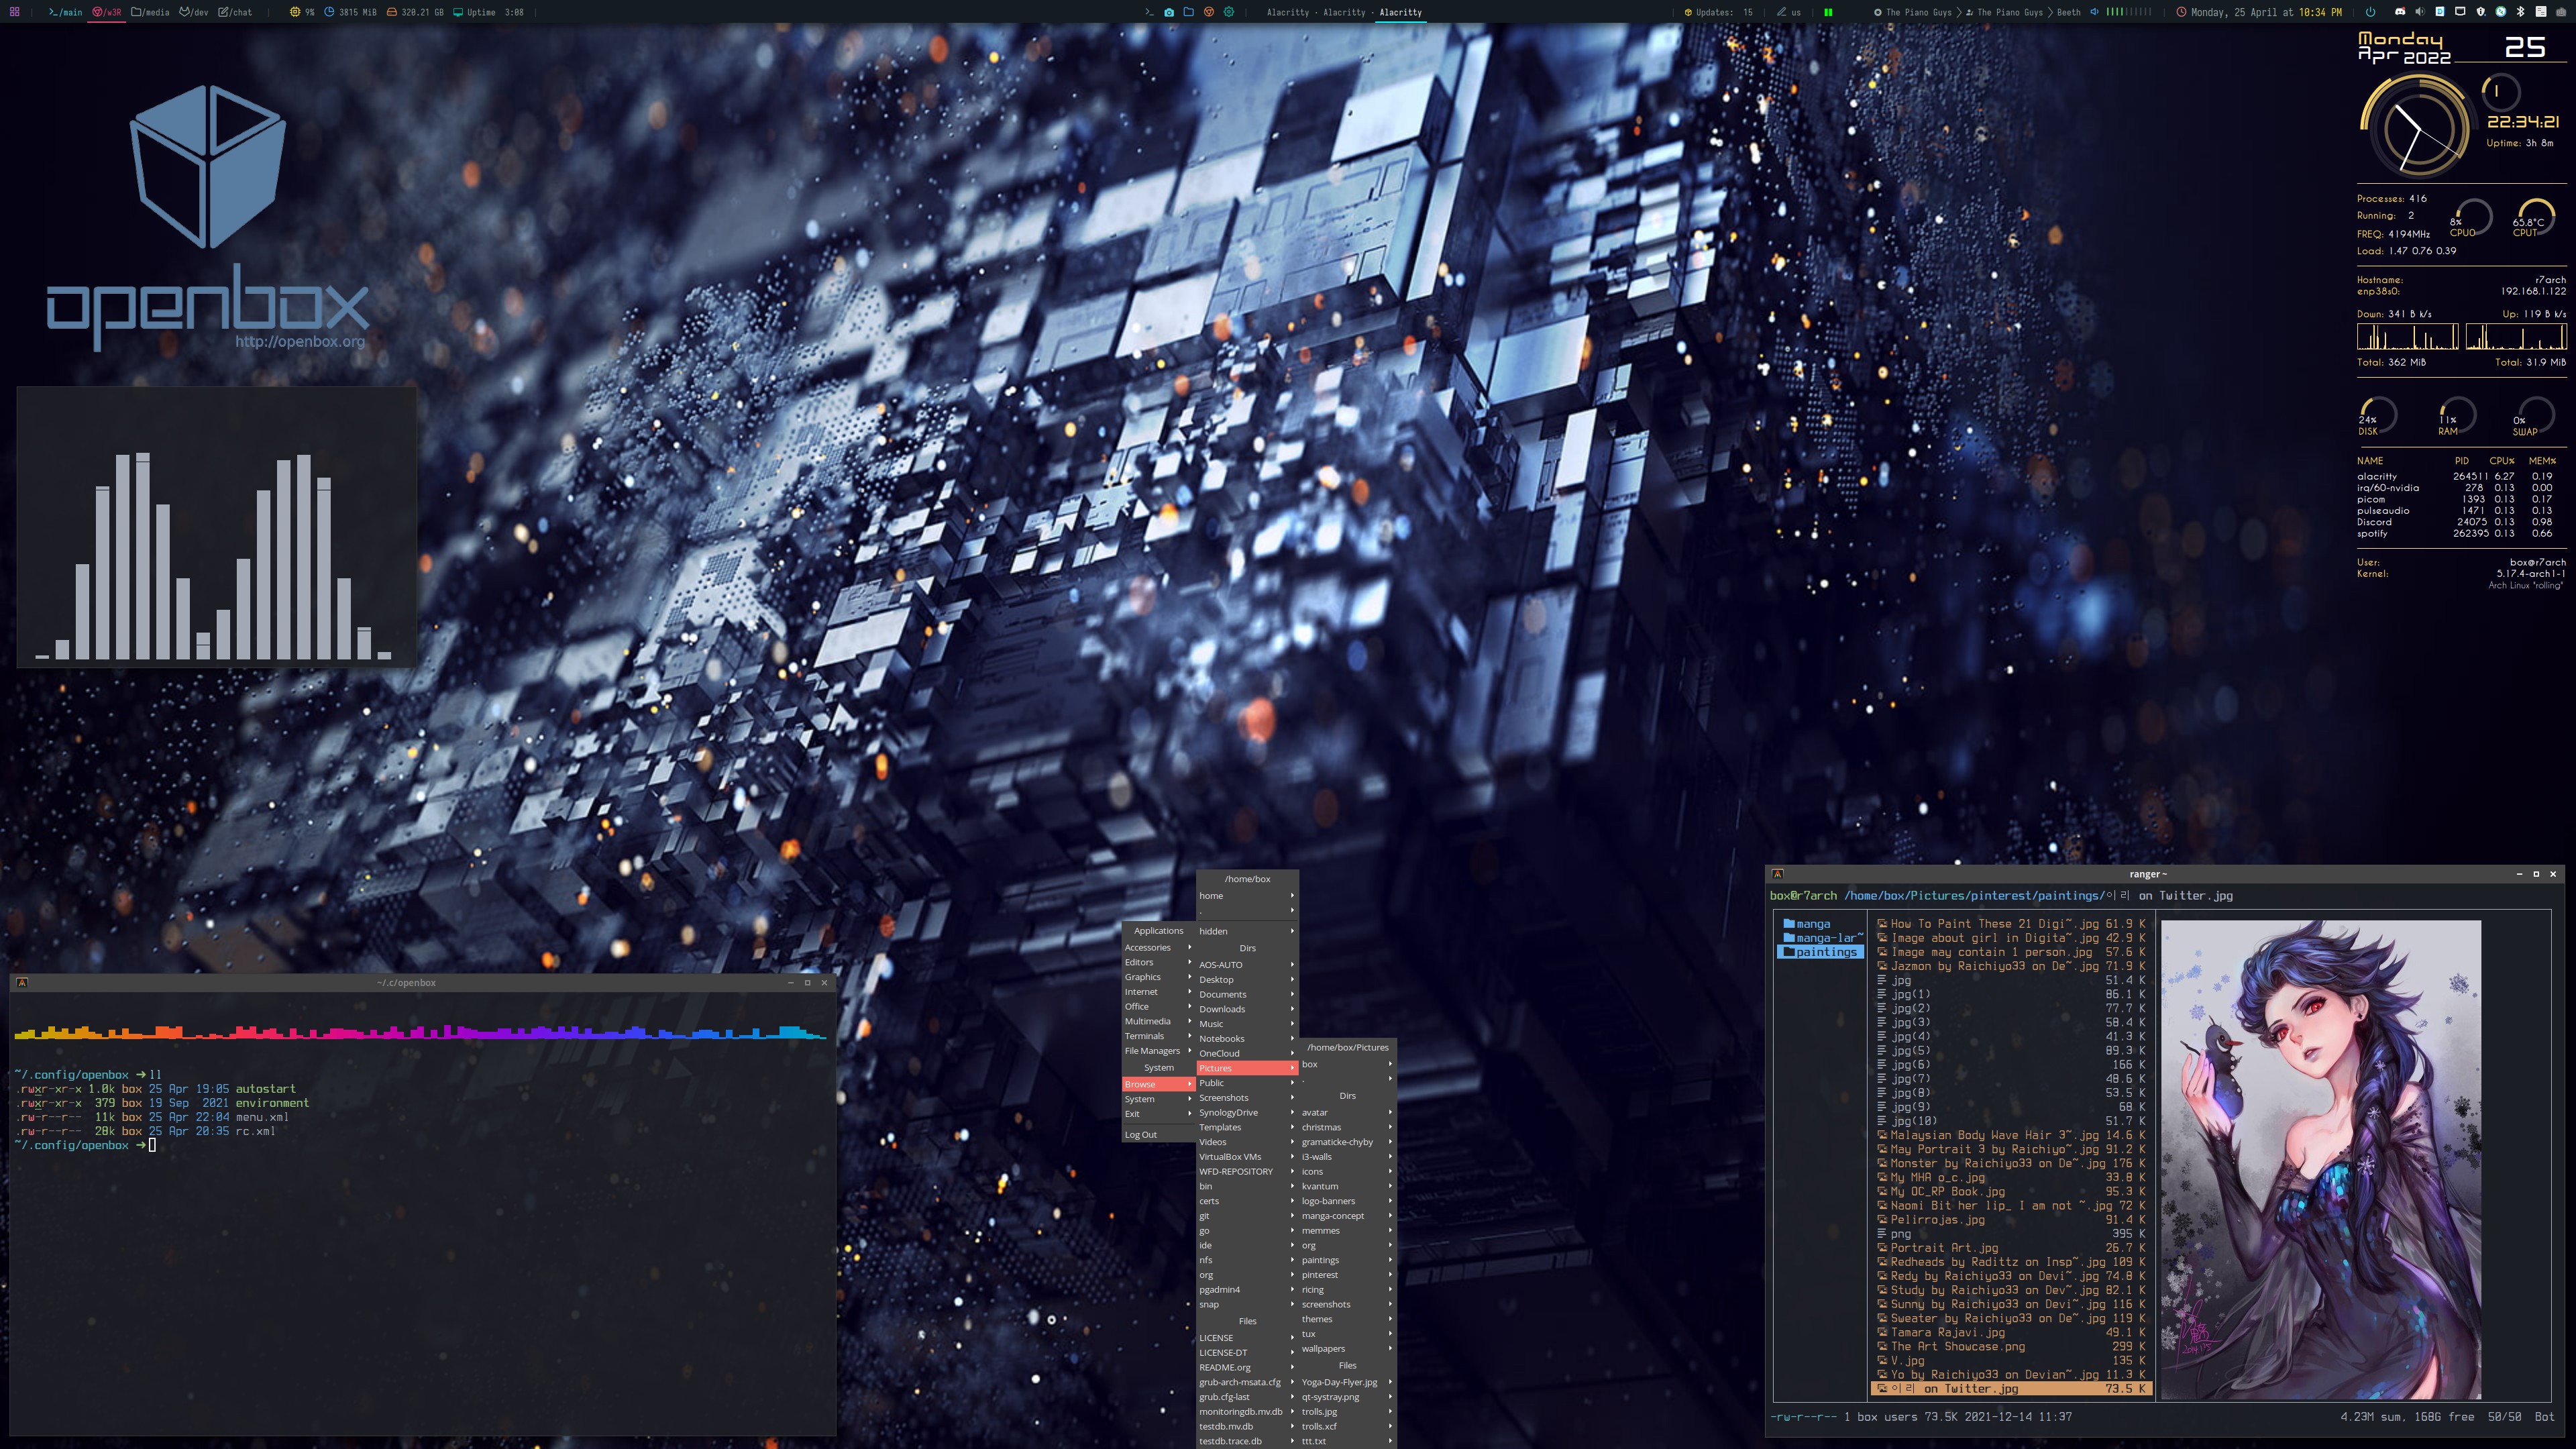 >_/main /w3R /media /dev /chat 9% 3815 MiB 320.21 GB Uptime 3:08
Alacritty · Alacritty · Alacritty
Updates: 15 us The Piano Guys The Piano Guys Beeth Monday, 25 April at 10:34 PM
openbox
http://openbox.org
Monday 25
Apr 2022
22:34:21
Uptime: 3h 8m
Processes: 416
Running: 2
8% CPU0
65.8°C CPUT
FREQ: 4194MHz
Load: 1.47 0.76 0.39
Hostname: r7arch
enp38s0: 192.168.1.122
Down: 341 B k/s Up: 119 B k/s
Total: 362 MiB Total: 31.9 MiB
24% 11% 0%
DISK RAM SWAP
NAME PID CPU% MEM%
alacritty 264511 6.27 0.19
irq/60-nvidia 278 0.13 0.00
picom 1393 0.13 0.17
pulseaudio 1471 0.13 0.13
Discord 24075 0.13 0.98
spotify 262395 0.13 0.66
User: box@r7arch
Kernel: 5.17.4-arch1-1
Arch Linux "rolling"
~/.c/openbox
~/.config/openbox ➜ ll
.rwxr-xr-x 1.0k box 25 Apr 19:05 autostart
.rwxr-xr-x 379 box 19 Sep 2021 environment
.rw-r--r-- 11k box 25 Apr 22:04 menu.xml
.rw-r--r-- 28k box 25 Apr 20:35 rc.xml
~/.config/openbox ➜
Applications
Accessories
Editors
Graphics
Internet
Office
Multimedia
Terminals
File Managers
System
Browse
System
Exit
Log Out
/home/box
home
.
hidden
Dirs
AOS-AUTO
Desktop
Documents
Downloads
Music
Notebooks
OneCloud
Pictures
Public
Screenshots
SynologyDrive
Templates
Videos
VirtualBox VMs
WFD-REPOSITORY
bin
certs
git
go
ide
nfs
org
pgadmin4
snap
Files
LICENSE
LICENSE-DT
README.org
grub-arch-msata.cfg
grub.cfg-last
monitoringdb.mv.db
testdb.mv.db
testdb.trace.db
/home/box/Pictures
box
.
Dirs
avatar
christmas
gramaticke-chyby
i3-walls
icons
kvantum
logo-banners
manga-concept
memmes
org
paintings
pinterest
ricing
screenshots
themes
tux
wallpapers
Files
Yoga-Day-Flyer.jpg
qt-systray.png
trolls.jpg
trolls.xcf
ttt.txt
ranger ~
box@r7arch /home/box/Pictures/pinterest/paintings/이리 on Twitter.jpg
manga
manga-lar~
paintings
How To Paint These 21 Digi~.jpg 61.9 K
Image about girl in Digita~.jpg 42.9 K
Image may contain 1 person.jpg 57.6 K
Jazmon by Raichiyo33 on De~.jpg 71.9 K
jpg 51.4 K
jpg(1) 86.1 K
jpg(2) 77.7 K
jpg(3) 58.4 K
jpg(4) 41.3 K
jpg(5) 89.3 K
jpg(6) 166 K
jpg(7) 48.6 K
jpg(8) 53.5 K
jpg(9) 68 K
jpg(10) 51.7 K
Malaysian Body Wave Hair 3~.jpg 14.6 K
May Portrait 3 by Raichiyo~.jpg 91.2 K
Monster by Raichiyo33 on De~.jpg 176 K
My MHA o_c.jpg 33.8 K
My OC_RP Book.jpg 95.3 K
Naomi Bit her lip_ I am not ~.jpg 72 K
Pelirrojas.jpg 91.4 K
png 395 K
Portrait Art.jpg 26.7 K
Redheads by Radittz on Insp~.jpg 109 K
Redy by Raichiyo33 on Devi~.jpg 74.8 K
Study by Raichiyo33 on Dev~.jpg 82.1 K
Sunny by Raichiyo33 on Devi~.jpg 116 K
Sweater by Raichiyo33 on De~.jpg 119 K
Tamara Rajavi.jpg 49.1 K
The Art Showcase.png 299 K
V.jpg 135 K
Yo by Raichiyo33 on Devian~.jpg 11.3 K
이리 on Twitter.jpg 73.5 K
-rw-r--r-- 1 box users 73.5K 2021-12-14 11:37 4.23M sum, 168G free 50/50 Bot